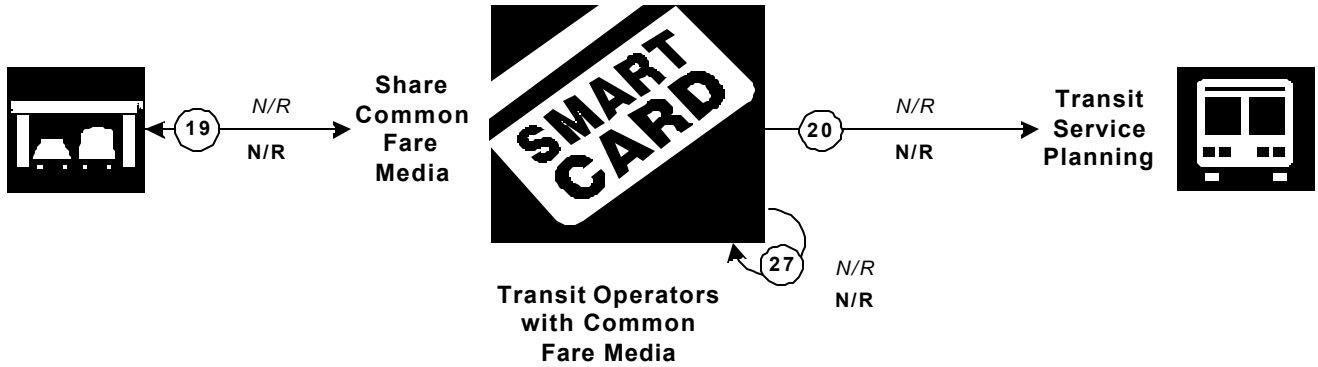 19
N/R
N/R
Share
Common
Fare
Media
SMART
CARD
20
N/R
N/R
Transit
Service
Planning
27
N/R
N/R
Transit Operators
with Common
Fare Media